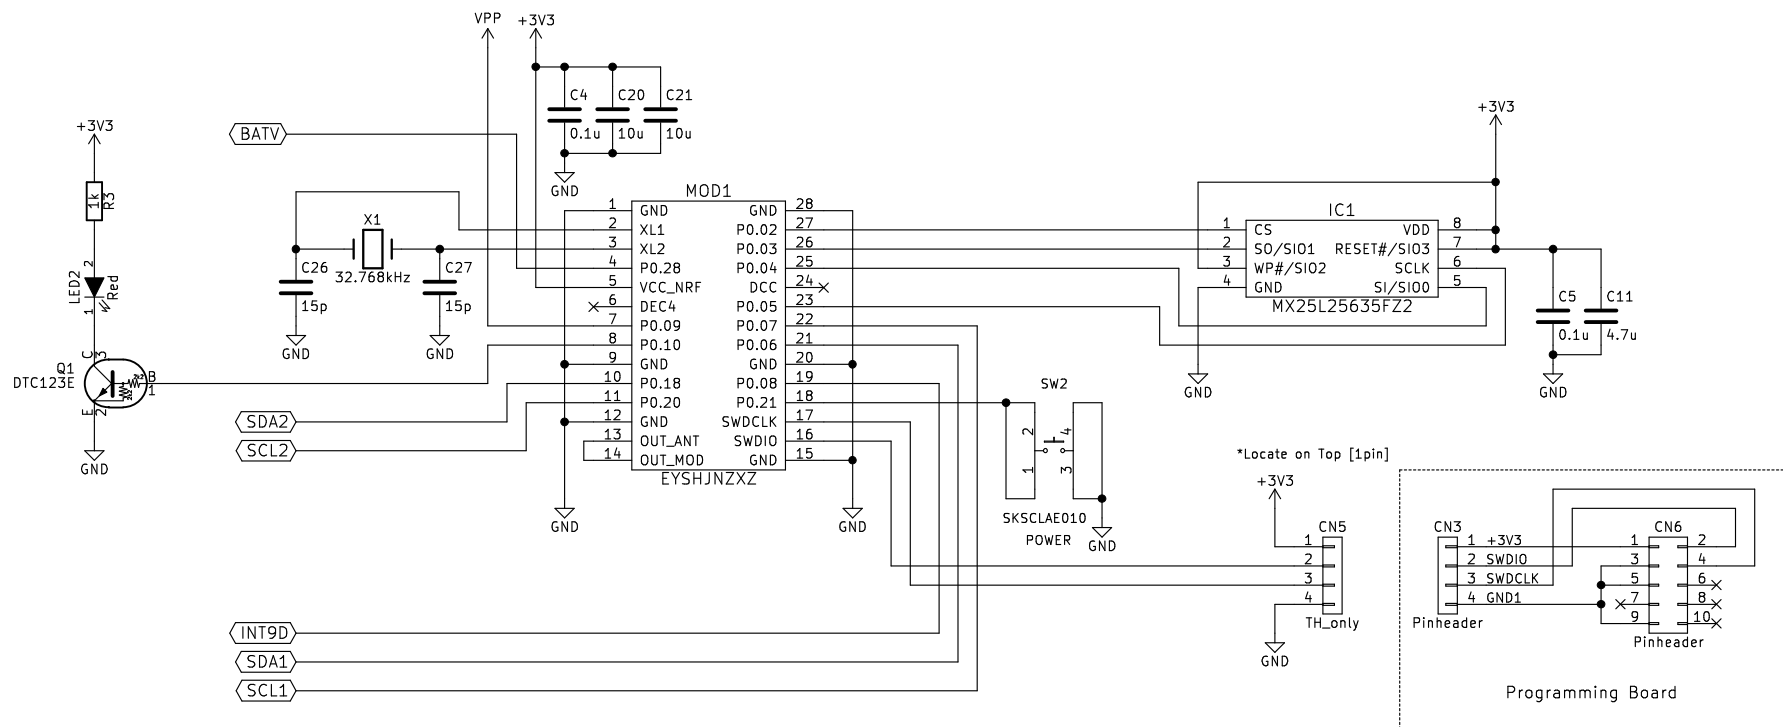 VPP +3V3
C4 C20 C21
0.1u 10u 10u
GND
+3V3
1k
R3
LED2
Red
2
1
Q1
DTC123E
C
3
B
1
2k2
2k2
E
2
GND
BATV
X1
32.768kHz
C26
15p
GND
C27
15p
GND
SDA2
SCL2
INT9D
SDA1
SCL1
MOD1
1 GND GND 28
2 XL1 P0.02 27
3 XL2 P0.03 26
4 P0.28 P0.04 25
5 VCC_NRF DCC 24
6 DEC4 P0.05 23
7 P0.09 P0.07 22
8 P0.10 P0.06 21
9 GND GND 20
10 P0.18 P0.08 19
11 P0.20 P0.21 18
12 GND SWDCLK 17
13 OUT_ANT SWDIO 16
14 OUT_MOD GND 15
EYSHJNZXZ
GND
GND
SW2
2 4
1 3
SKSCLAE010
POWER
GND
+3V3
IC1
1 CS VDD 8
2 SO/SIO1 RESET#/SIO3 7
3 WP#/SIO2 SCLK 6
4 GND SI/SIO0 5
MX25L25635FZ2
GND
C5 C11
0.1u 4.7u
GND
*Locate on Top [1pin]
+3V3
CN5
1
2
3
4
TH_only
GND
CN3
1 +3V3
2 SWDIO
3 SWDCLK
4 GND1
Pinheader
CN6
1 2
3 4
5 6
7 8
9 10
Pinheader
Programming Board